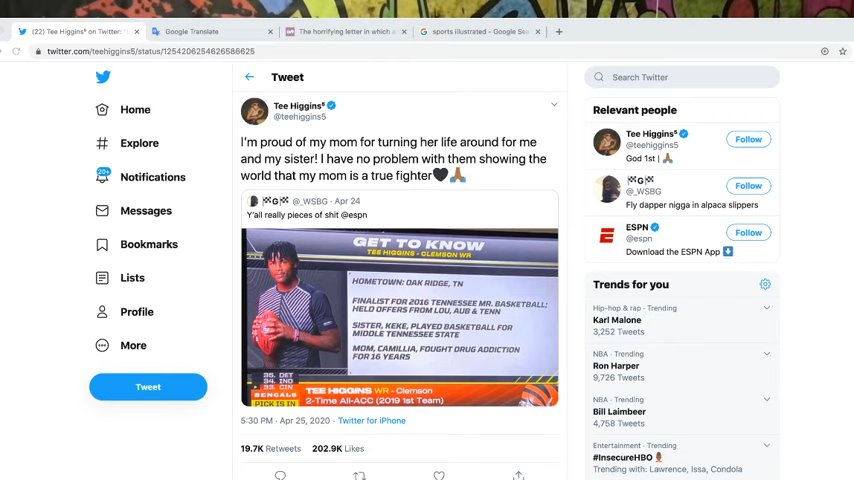 (22) Tee Higgins⁵ on Twitter: "
Google Translate
The horrifying letter in which a
sports illustrated - Google Se
twitter.com/teehiggins5/status/1254206254626586625
Home
Explore
20+
Notifications
Messages
Bookmarks
Lists
Profile
More
Tweet
Tweet
Tee Higgins⁵
@teehiggins5
I'm proud of my mom for turning her life around for me
and my sister! I have no problem with them showing the
world that my mom is a true fighter🖤🙏🏾
🏁G🏁 @_WSBG · Apr 24
Y'all really pieces of shit @espn
GET TO KNOW
TEE HIGGINS - CLEMSON WR
HOMETOWN: OAK RIDGE, TN
FINALIST FOR 2016 TENNESSEE MR. BASKETBALL;
HELD OFFERS FROM LOU, AUB & TENN
SISTER, KEKE, PLAYED BASKETBALL FOR
MIDDLE TENNESSEE STATE
MOM, CAMILLIA, FOUGHT DRUG ADDICTION
FOR 16 YEARS
35. DET
34. IND
33. CIN
BENGALS
PICK IS IN
TEE HIGGINS WR - Clemson
2-Time All-ACC (2019 1st Team)
5:30 PM · Apr 25, 2020 · Twitter for iPhone
19.7K Retweets 202.9K Likes
Search Twitter
Relevant people
Tee Higgins⁵
@teehiggins5
Follow
God 1st | 🙏🏾
🏁G🏁
@_WSBG
Follow
Fly dapper nigga in alpaca slippers
ESPN
@espn
Follow
Download the ESPN App ⬇️
Trends for you
Hip-hop & rap · Trending
Karl Malone
3,252 Tweets
NBA · Trending
Ron Harper
9,726 Tweets
NBA · Trending
Bill Laimbeer
4,758 Tweets
Entertainment · Trending
#InsecureHBO
Trending with: Lawrence, Issa, Condola